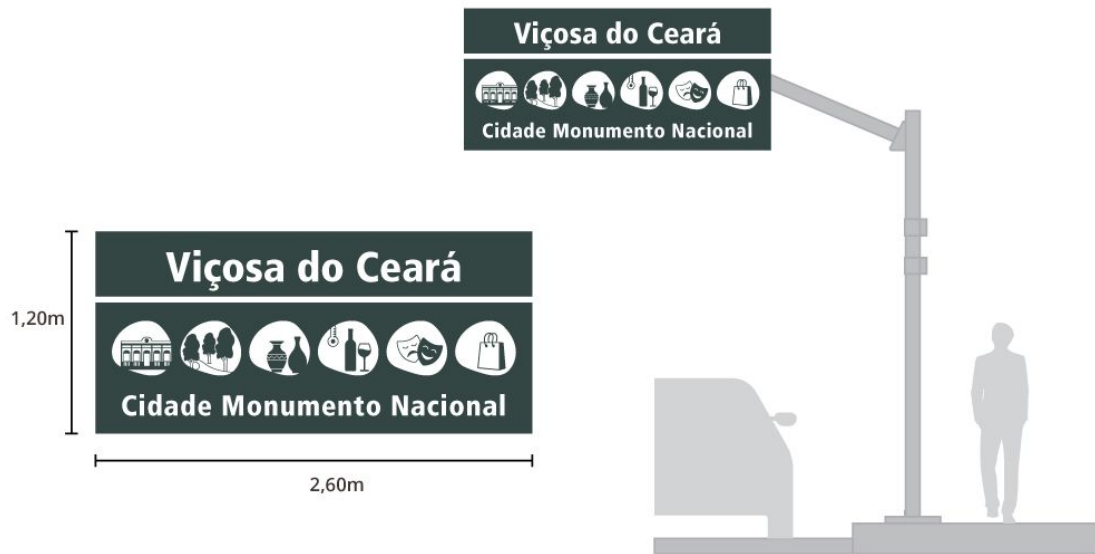 Viçosa do Ceará
Cidade Monumento Nacional
1,20m
Viçosa do Ceará
Cidade Monumento Nacional
2,60m